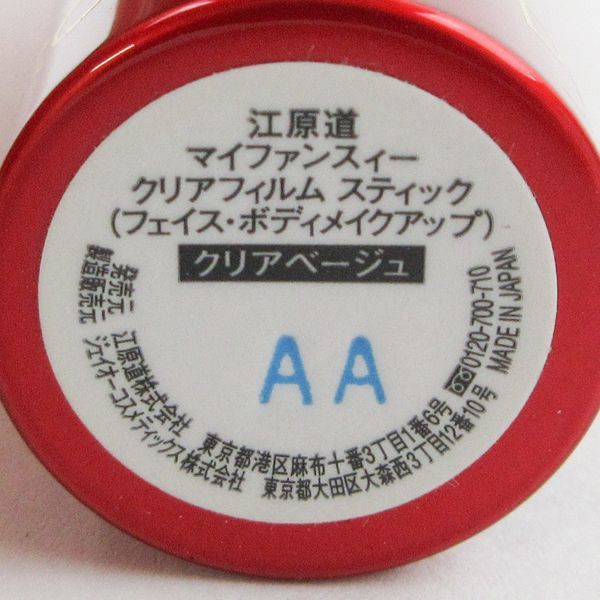 江原道
マイファンスィー
クリアフィルム スティック
(フェイス・ボディメイクアップ)
クリアベージュ
AA
発売元 江原道株式会社 東京都港区麻布十番3丁目1番6号 0120-700-710
製造販売元 ジェイオーコスメティックス株式会社 東京都大田区大森西3丁目12番10号 MADE IN JAPAN